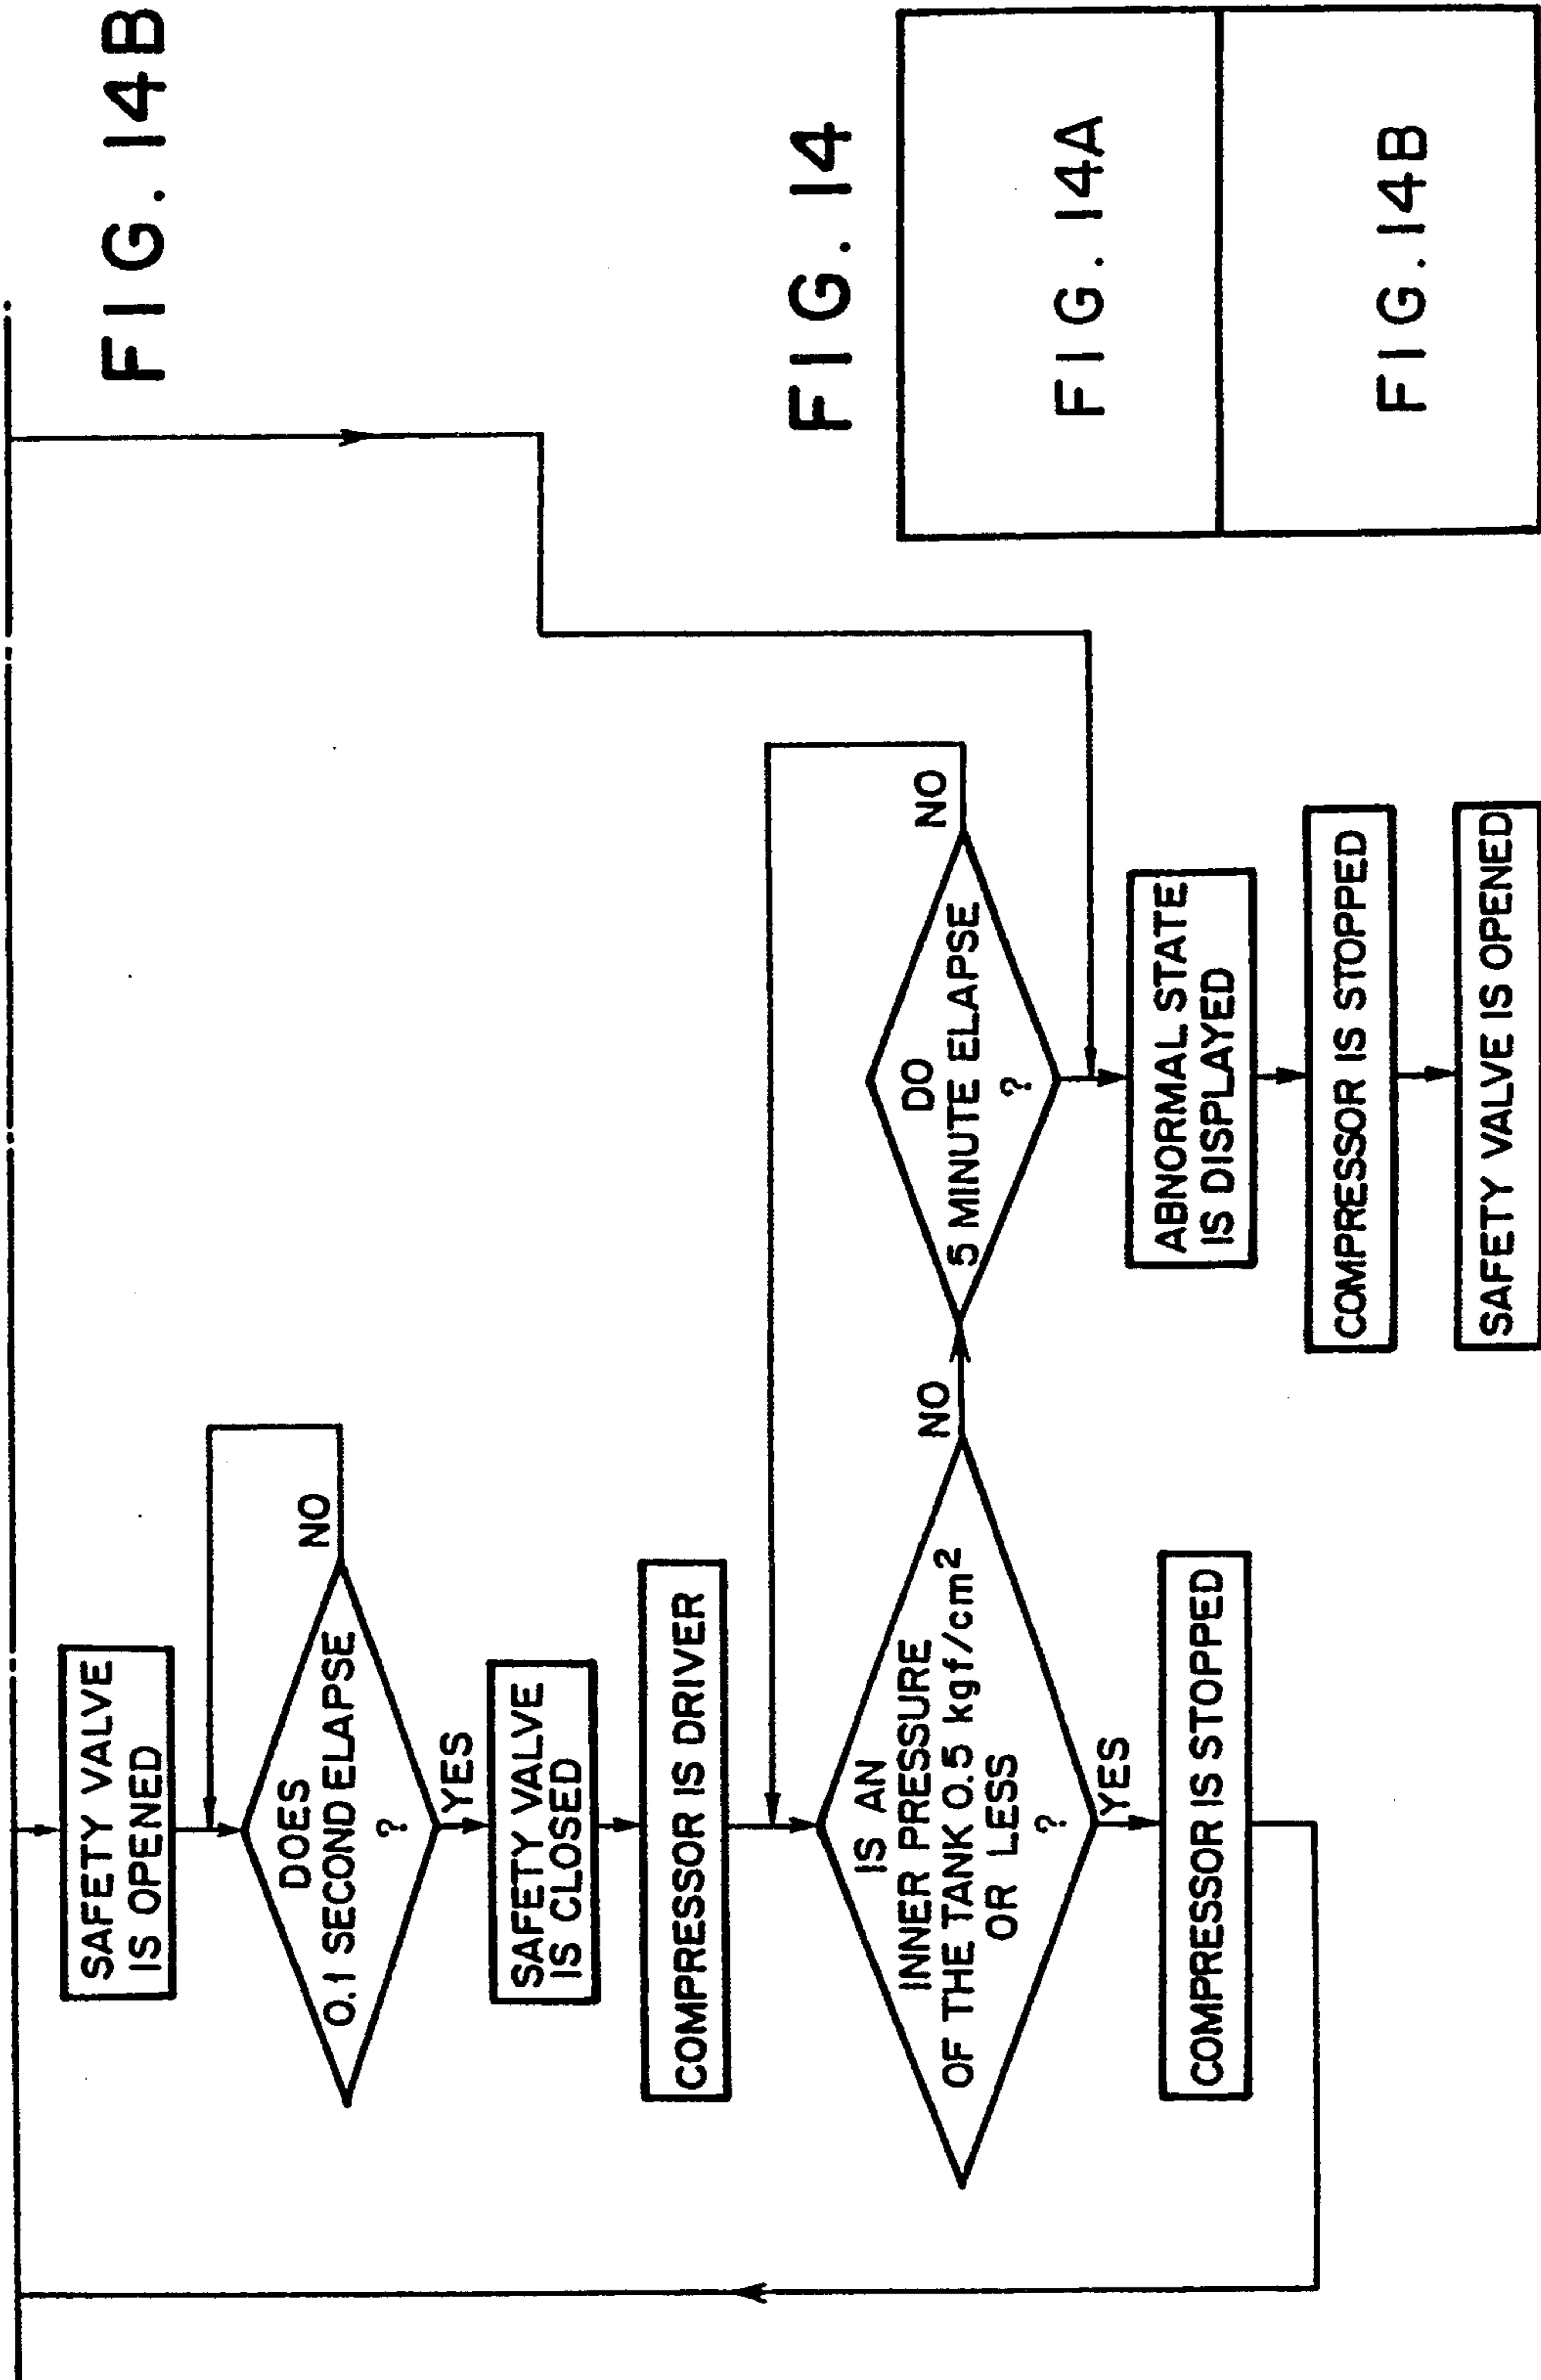 FIG. 14B
SAFETY VALVE
IS OPENED
DOES
0.1 SECOND ELAPSE
?
NO
YES
SAFETY VALVE
IS CLOSED
COMPRESSOR IS DRIVER
IS AN
INNER PRESSURE
OF THE TANK 0.5 kgf/cm²
OR LESS
?
NO
YES
COMPRESSOR IS STOPPED
DO
5 MINUTE ELAPSE
?
NO
ABNORMAL STATE
IS DISPLAYED
COMPRESSOR IS STOPPED
SAFETY VALVE IS OPENED
FIG. 14
FIG. 14A
FIG. 14B